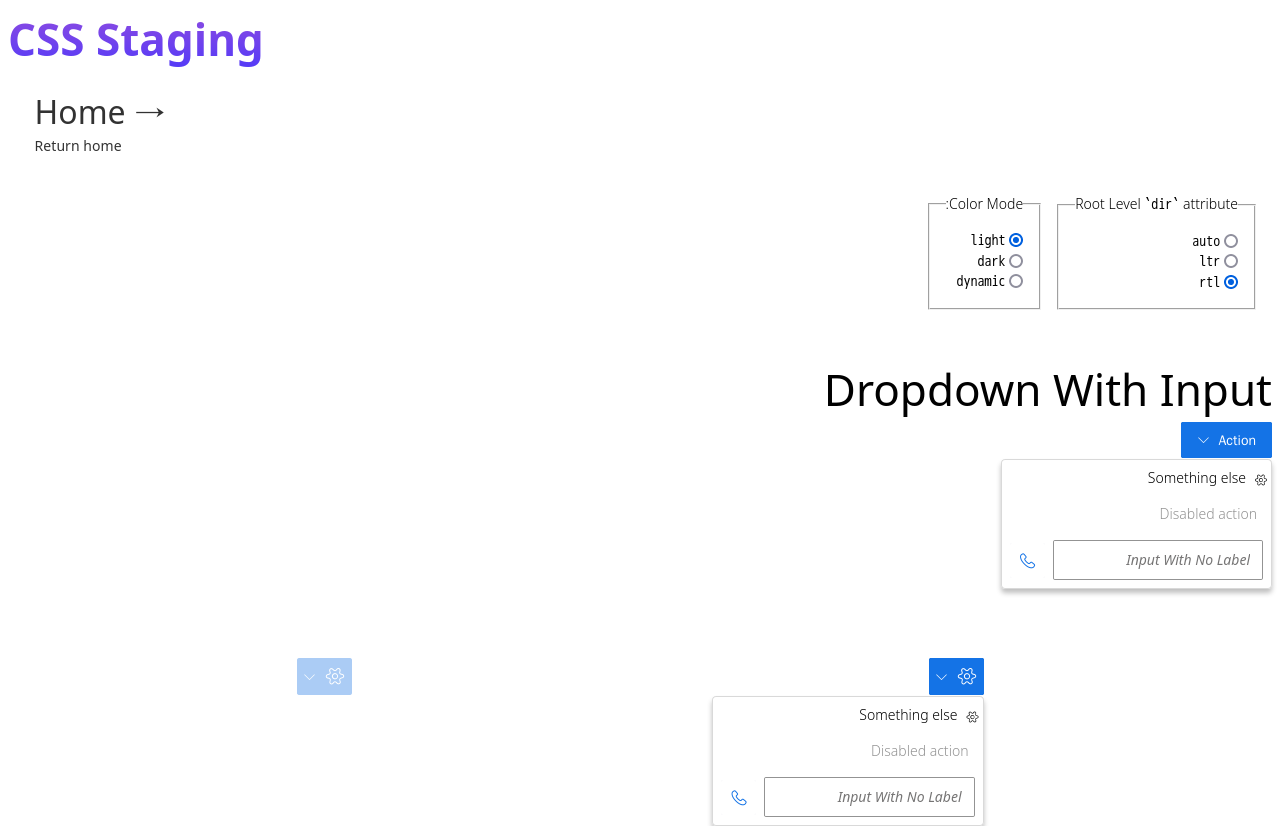 CSS Staging
Home →
Return home
:Color Mode
light
dark
dynamic
Root Level `dir` attribute
auto
ltr
rtl
Dropdown With Input
Action
Something else
Disabled action
Input With No Label
Something else
Disabled action
Input With No Label